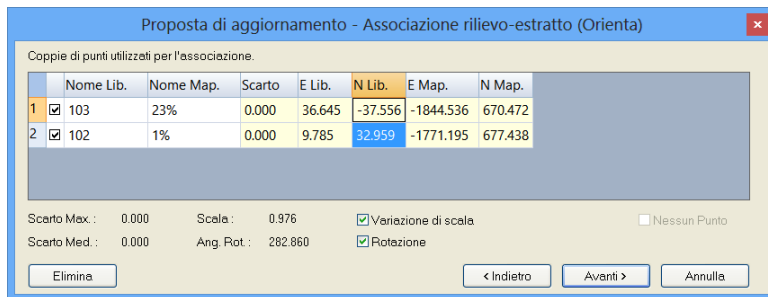 Proposta di aggiornamento - Associazione rilievo-estratto (Orienta)
Coppie di punti utilizzati per l'associazione.
Nome Lib. Nome Map. Scarto E Lib. N Lib. E Map. N Map.
1 103 23% 0.000 36.645 -37.556 -1844.536 670.472
2 102 1% 0.000 9.785 32.959 -1771.195 677.438
Scarto Max. : 0.000 Scala : 0.976 Variazione di scala Nessun Punto
Scarto Med. : 0.000 Ang. Rot. : 282.860 Rotazione
Elimina < Indietro Avanti > Annulla